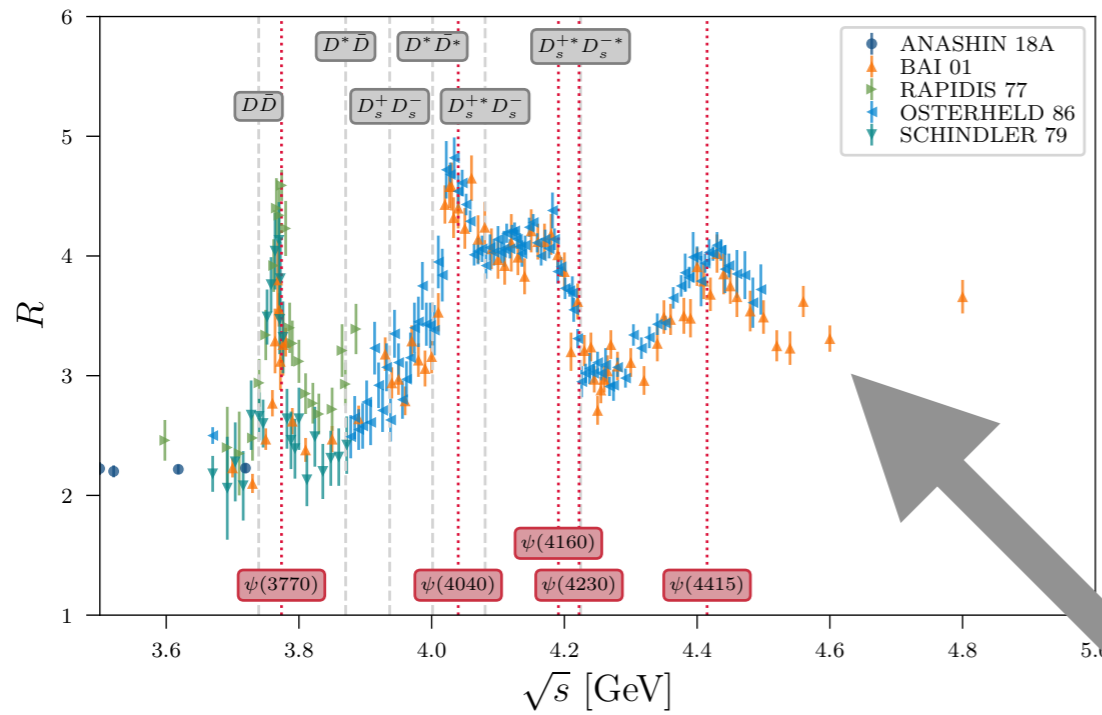 6
5
4
3
2
1
R
D* D̄
D* D̄*
D_s^{+*} D_s^{-*}
DD̄
D_s^+ D_s^-
D_s^{+*} D_s^-
ANASHIN 18A
BAI 01
RAPIDIS 77
OSTERHELD 86
SCHINDLER 79
ψ(4160)
ψ(3770)
ψ(4040)
ψ(4230)
ψ(4415)
3.6 3.8 4.0 4.2 4.4 4.6 4.8
√s [GeV]